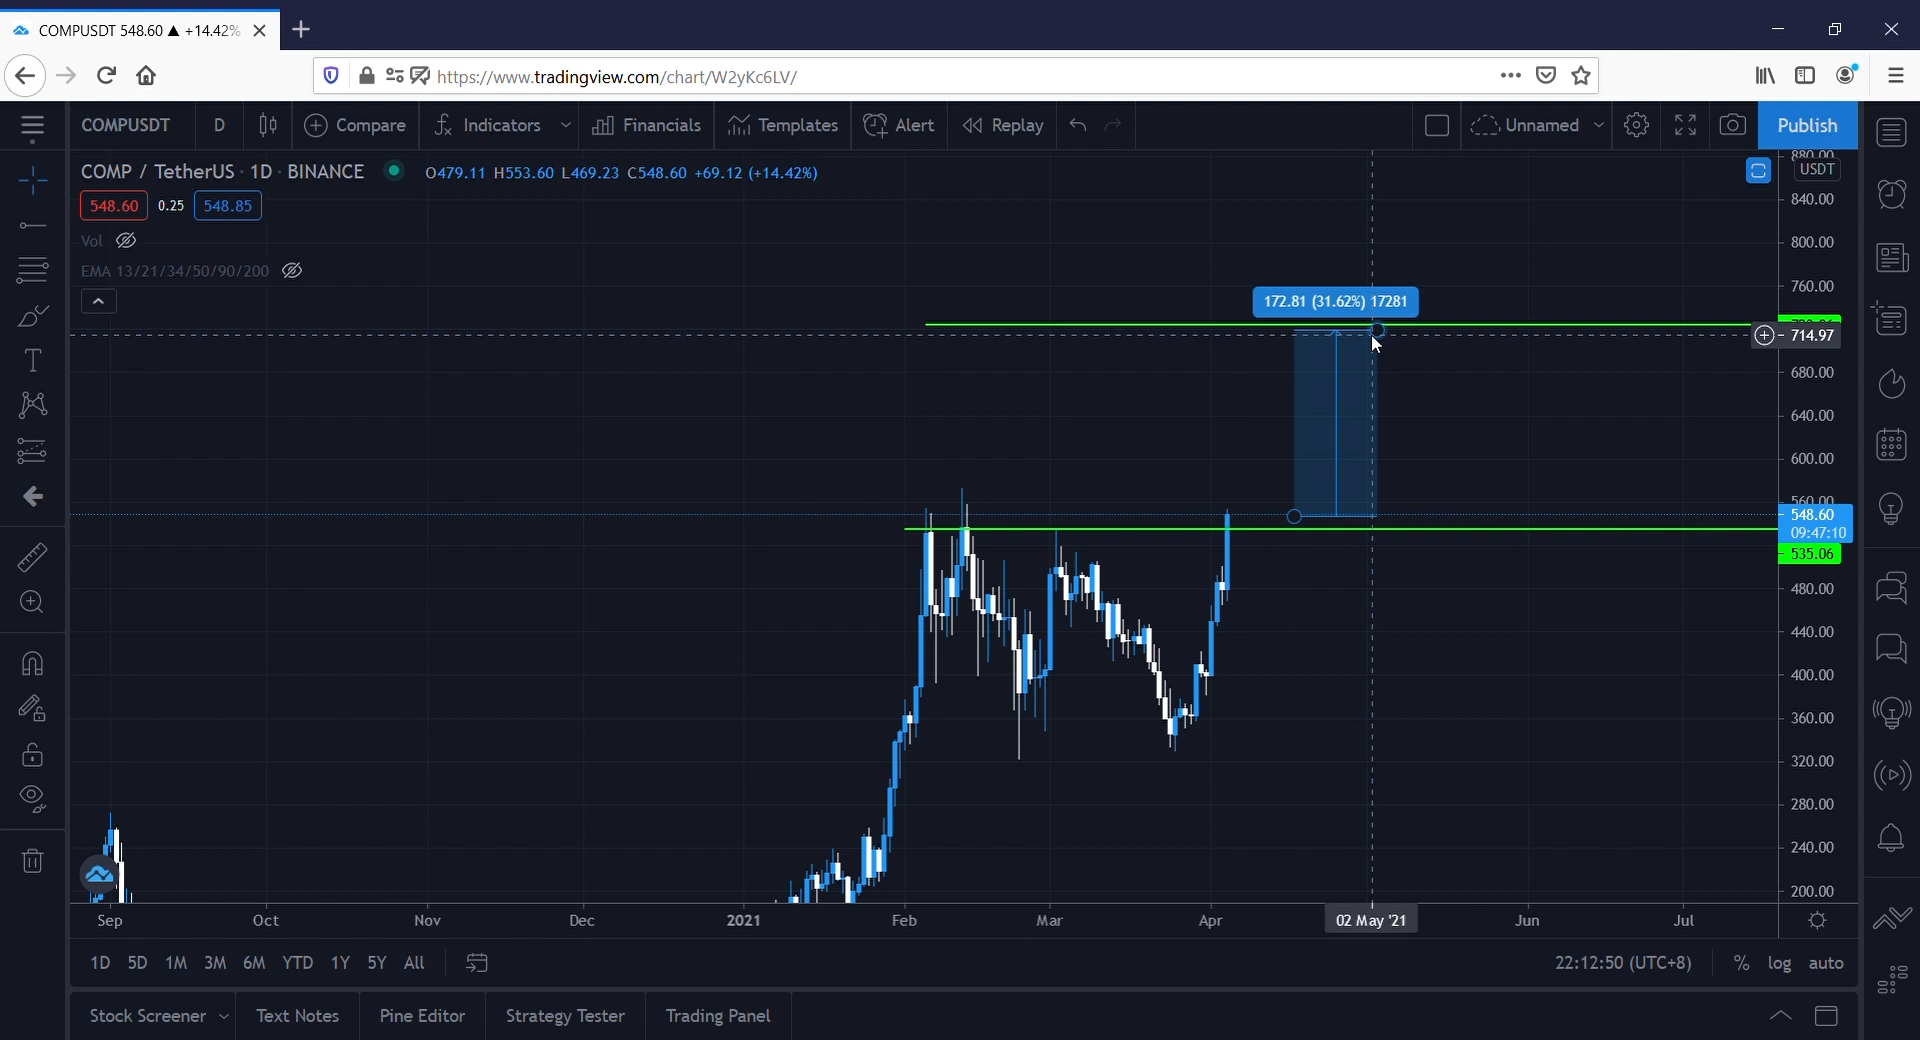 COMPUSDT 548.60 ▲ +14.42%
https://www.tradingview.com/chart/W2yKc6LV/
COMPUSDT D Compare Indicators Financials Templates Alert Replay Unnamed Publish
COMP / TetherUS · 1D · BINANCE O479.11 H553.60 L469.23 C548.60 +69.12 (+14.42%)
548.60 0.25 548.85
Vol
EMA 13/21/34/50/90/200
172.81 (31.62%) 17281
880.00
USDT
840.00
800.00
760.00
714.97
680.00
640.00
600.00
560.00
548.60
09:47:10
535.06
480.00
440.00
400.00
360.00
320.00
280.00
240.00
200.00
Sep Oct Nov Dec 2021 Feb Mar Apr 02 May '21 Jun Jul
1D 5D 1M 3M 6M YTD 1Y 5Y All 22:12:50 (UTC+8) % log auto
Stock Screener Text Notes Pine Editor Strategy Tester Trading Panel